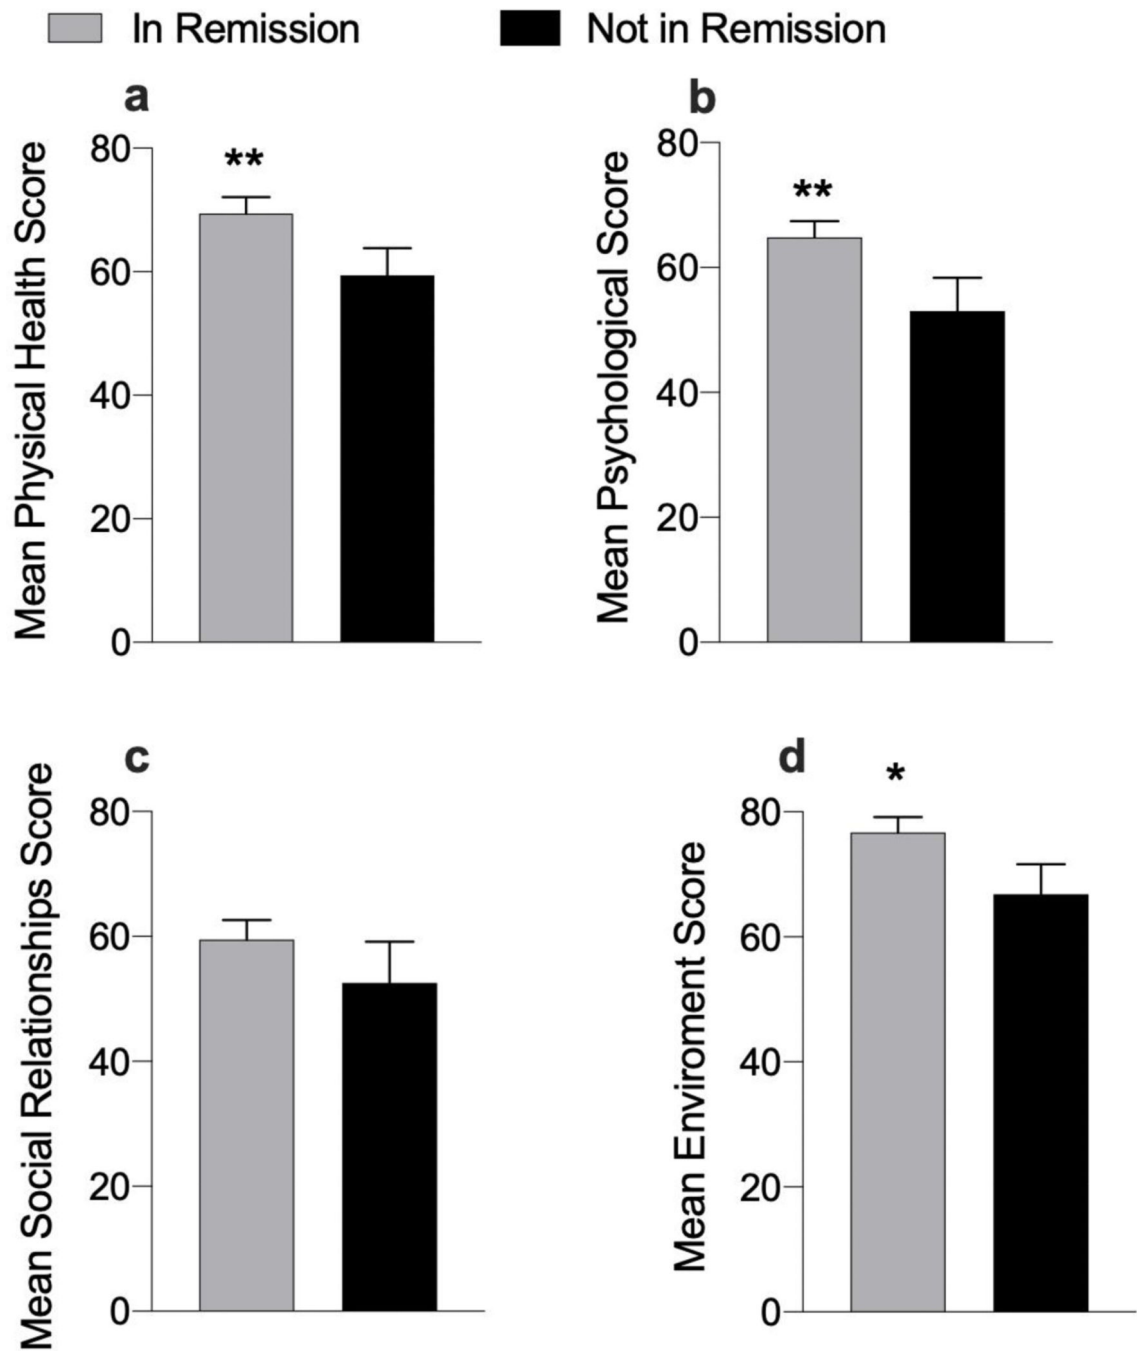 In Remission
Not in Remission
a
Mean Physical Health Score
80
60
40
20
0
**
b
Mean Psychological Score
80
60
40
20
0
**
c
Mean Social Relationships Score
80
60
40
20
0
d
Mean Enviroment Score
80
60
40
20
0
*